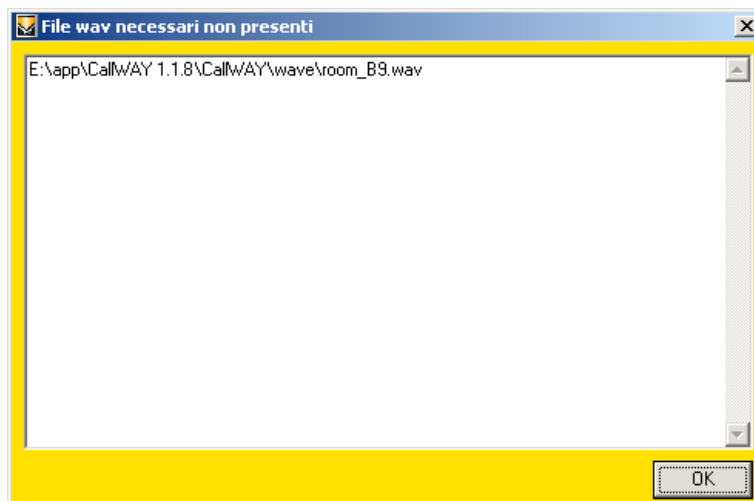 File wav necessari non presenti
E:\app\CallWAY 1.1.8\CallWAY\wave\room_B9.wav
OK